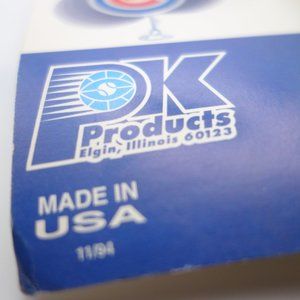 PK
Products
Elgin, Illinois 60123
MADE IN
USA
11/94